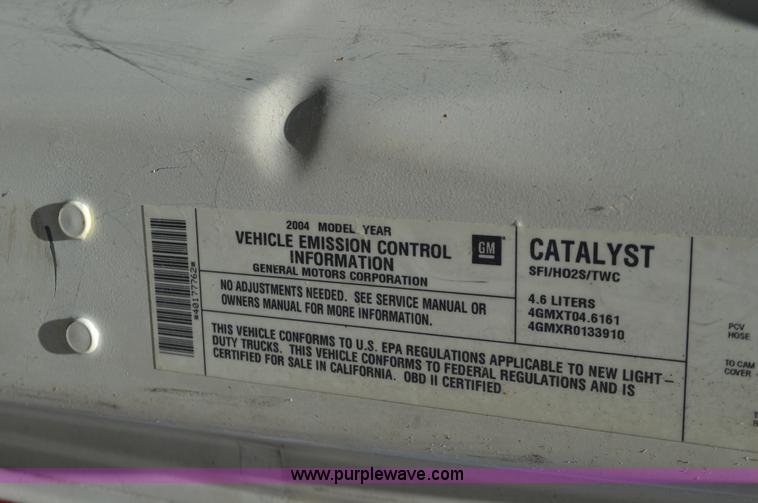 2004 MODEL YEAR
VEHICLE EMISSION CONTROL
INFORMATION
GENERAL MOTORS CORPORATION
GM
NO ADJUSTMENTS NEEDED. SEE SERVICE MANUAL OR
OWNERS MANUAL FOR MORE INFORMATION.
THIS VEHICLE CONFORMS TO U.S. EPA REGULATIONS APPLICABLE TO NEW LIGHT-
DUTY TRUCKS. THIS VEHICLE CONFORMS TO FEDERAL REGULATIONS AND IS
CERTIFIED FOR SALE IN CALIFORNIA. OBD II CERTIFIED.
*40177762*
CATALYST
SFI/HO2S/TWC
4.6 LITERS
4GMXT04.6161
4GMXR0133910
PCV
HOSE
TO CAM
COVER
www.purplewave.com